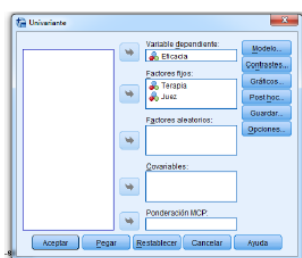 Univariante
Variable dependiente:
Eficacia
Factores fijos:
Terapia
Juez
Factores aleatorios:
Covariables:
Ponderación MCP:
Modelo...
Contrastes...
Gráficos...
Post hoc...
Guardar...
Opciones...
Aceptar
Pegar
Restablecer
Cancelar
Ayuda